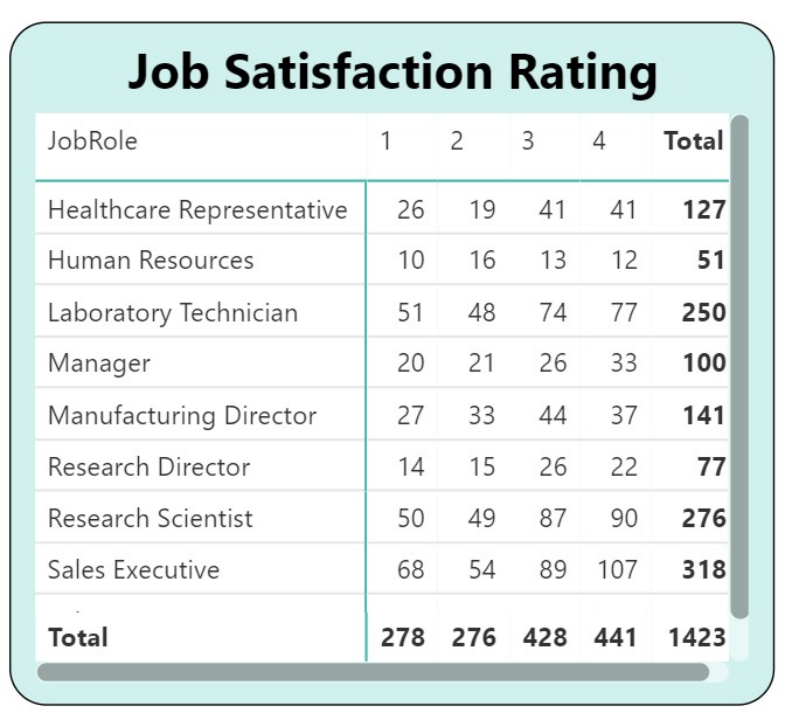 Job Satisfaction Rating
JobRole 1 2 3 4 Total
Healthcare Representative 26 19 41 41 127
Human Resources 10 16 13 12 51
Laboratory Technician 51 48 74 77 250
Manager 20 21 26 33 100
Manufacturing Director 27 33 44 37 141
Research Director 14 15 26 22 77
Research Scientist 50 49 87 90 276
Sales Executive 68 54 89 107 318
Total 278 276 428 441 1423